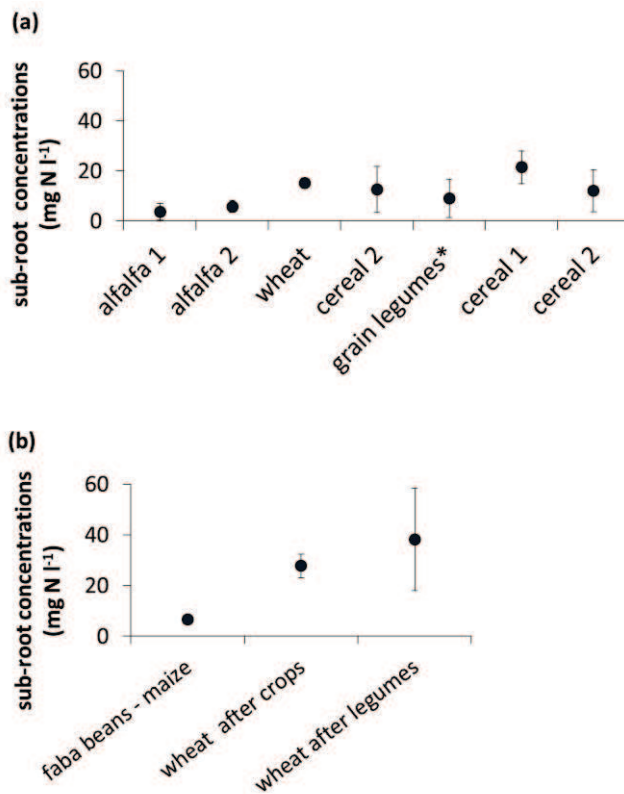 (a)
sub-root concentrations
(mg N l-1)
60
40
20
0
alfalfa 1
alfalfa 2
wheat
cereal 2
grain legumes*
cereal 1
cereal 2
(b)
sub-root concentrations
(mg N l-1)
60
40
20
0
faba beans - maize
wheat after crops
wheat after legumes